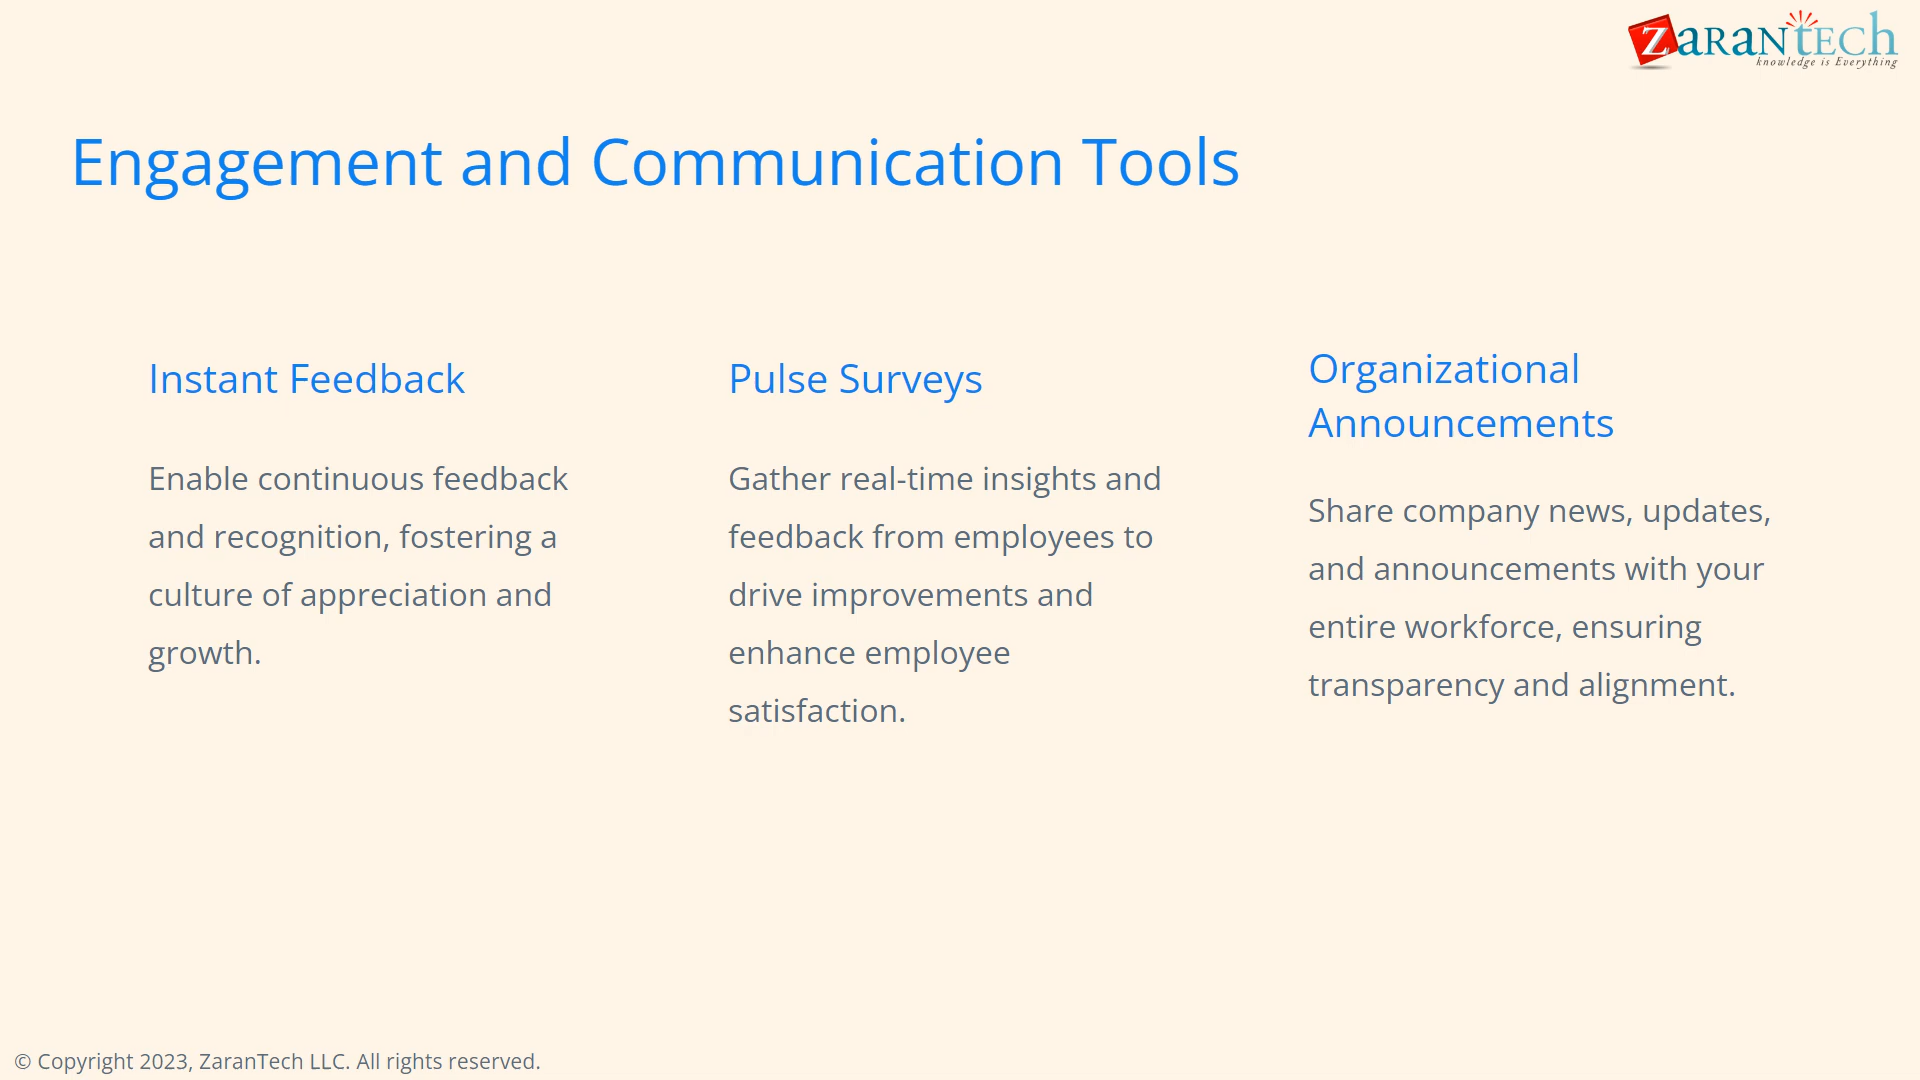 ZaranTech
knowledge is Everything
Engagement and Communication Tools
Instant Feedback
Enable continuous feedback
and recognition, fostering a
culture of appreciation and
growth.
Pulse Surveys
Gather real-time insights and
feedback from employees to
drive improvements and
enhance employee
satisfaction.
Organizational
Announcements
Share company news, updates,
and announcements with your
entire workforce, ensuring
transparency and alignment.
© Copyright 2023, ZaranTech LLC. All rights reserved.